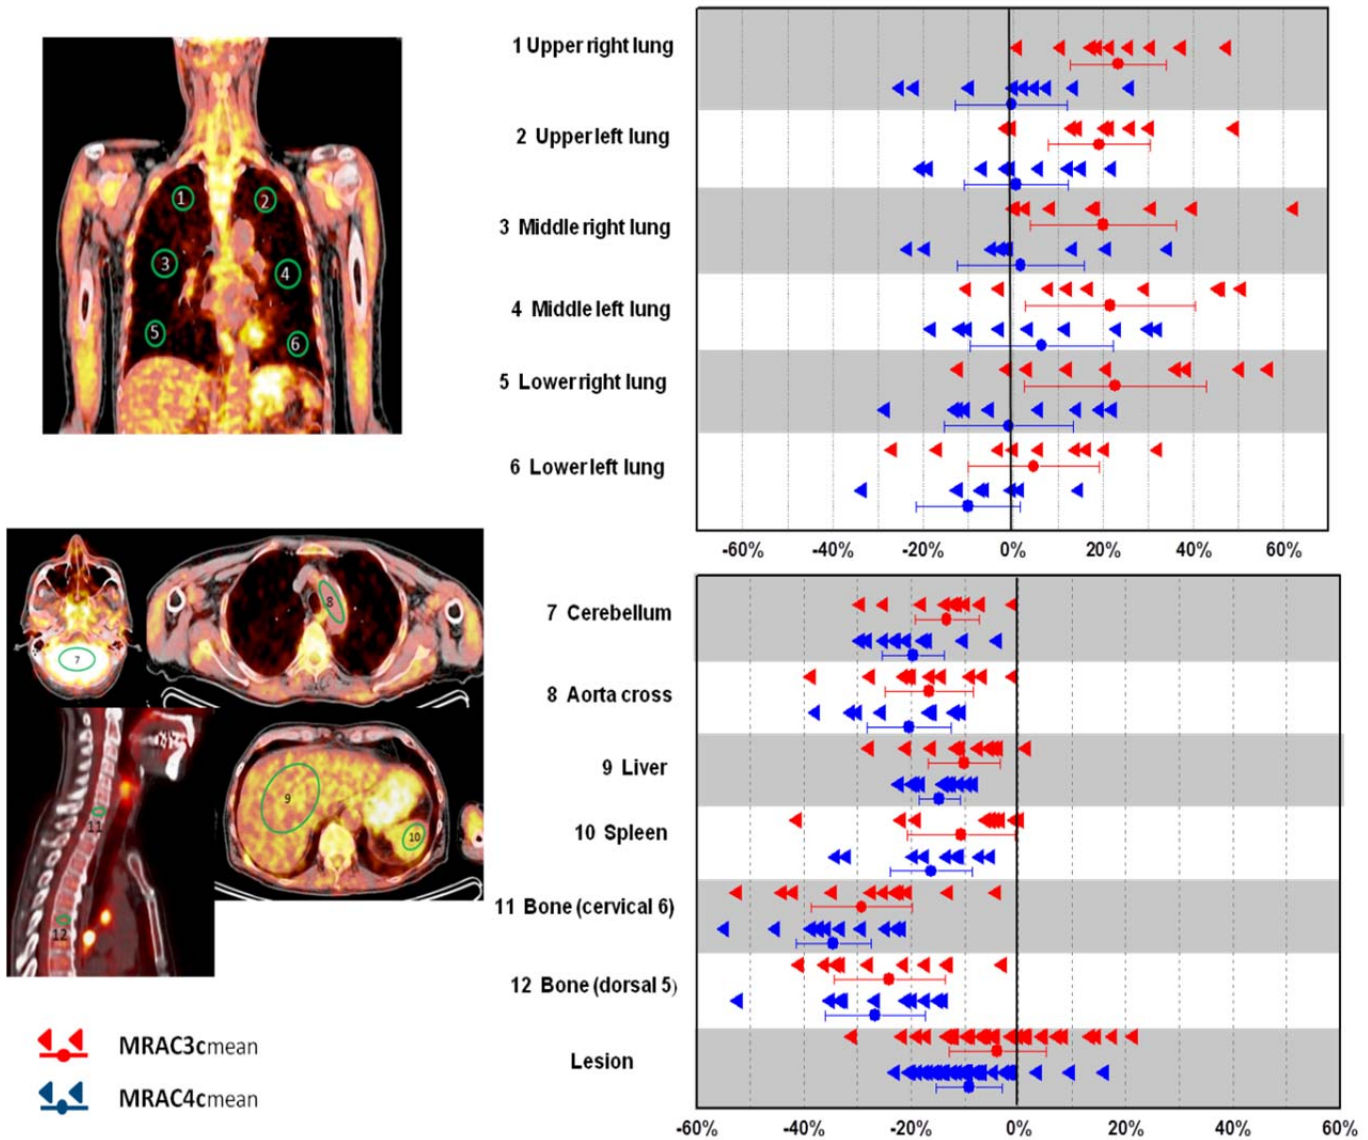 1 Upper right lung
2 Upper left lung
3 Middle right lung
4 Middle left lung
5 Lower right lung
6 Lower left lung
-60% -40% -20% 0% 20% 40% 60%
1
2
3
4
5
6
7 Cerebellum
8 Aorta cross
9 Liver
10 Spleen
11 Bone (cervical 6)
12 Bone (dorsal 5)
Lesion
-60% -40% -20% 0% 20% 40% 60%
7
8
9
10
11
12
MRAC3cmean
MRAC4cmean